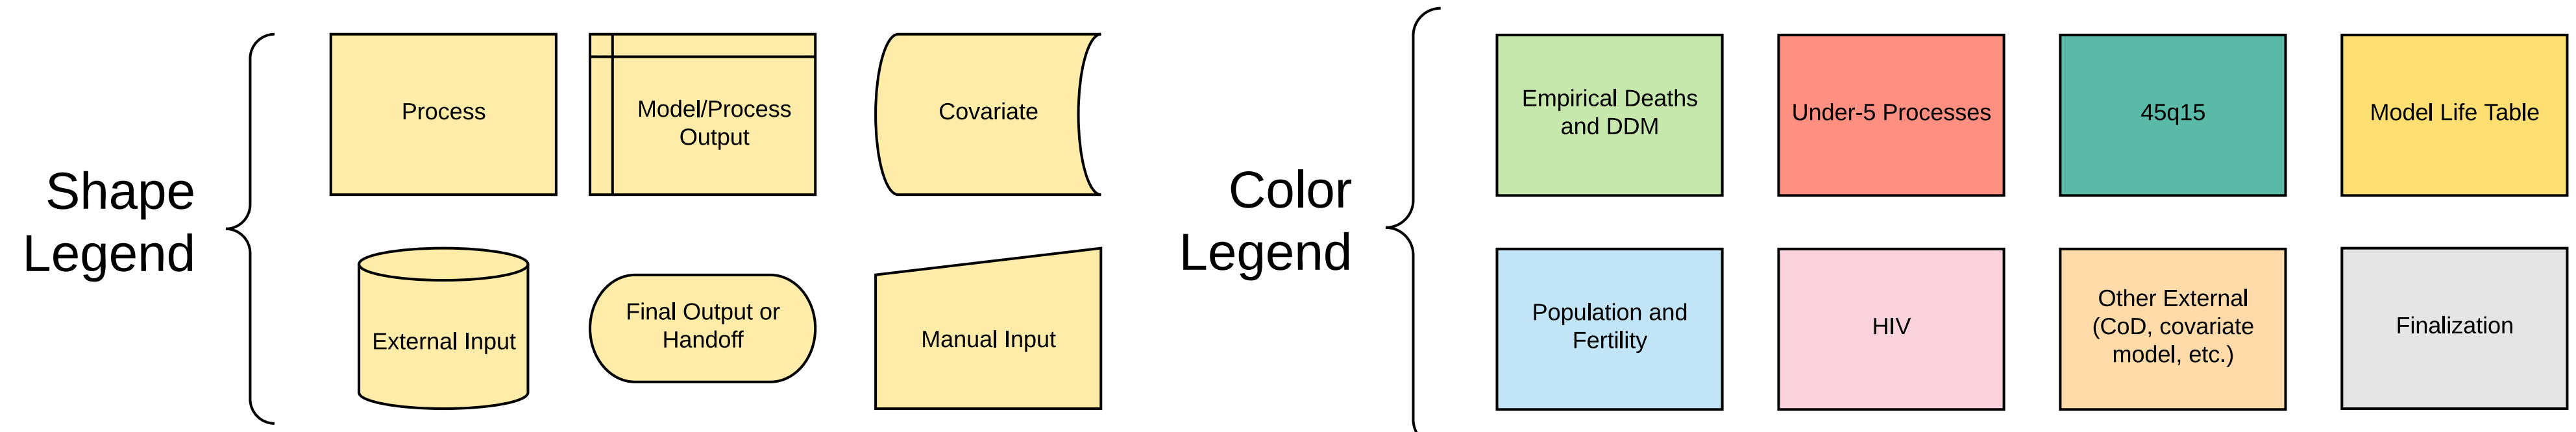 Shape
Legend
Process
Model/Process
Output
Covariate
External Input
Final Output or
Handoff
Manual Input
Color
Legend
Empirical Deaths
and DDM
Under-5 Processes
45q15
Model Life Table
Population and
Fertility
HIV
Other External
(CoD, covariate
model, etc.)
Finalization